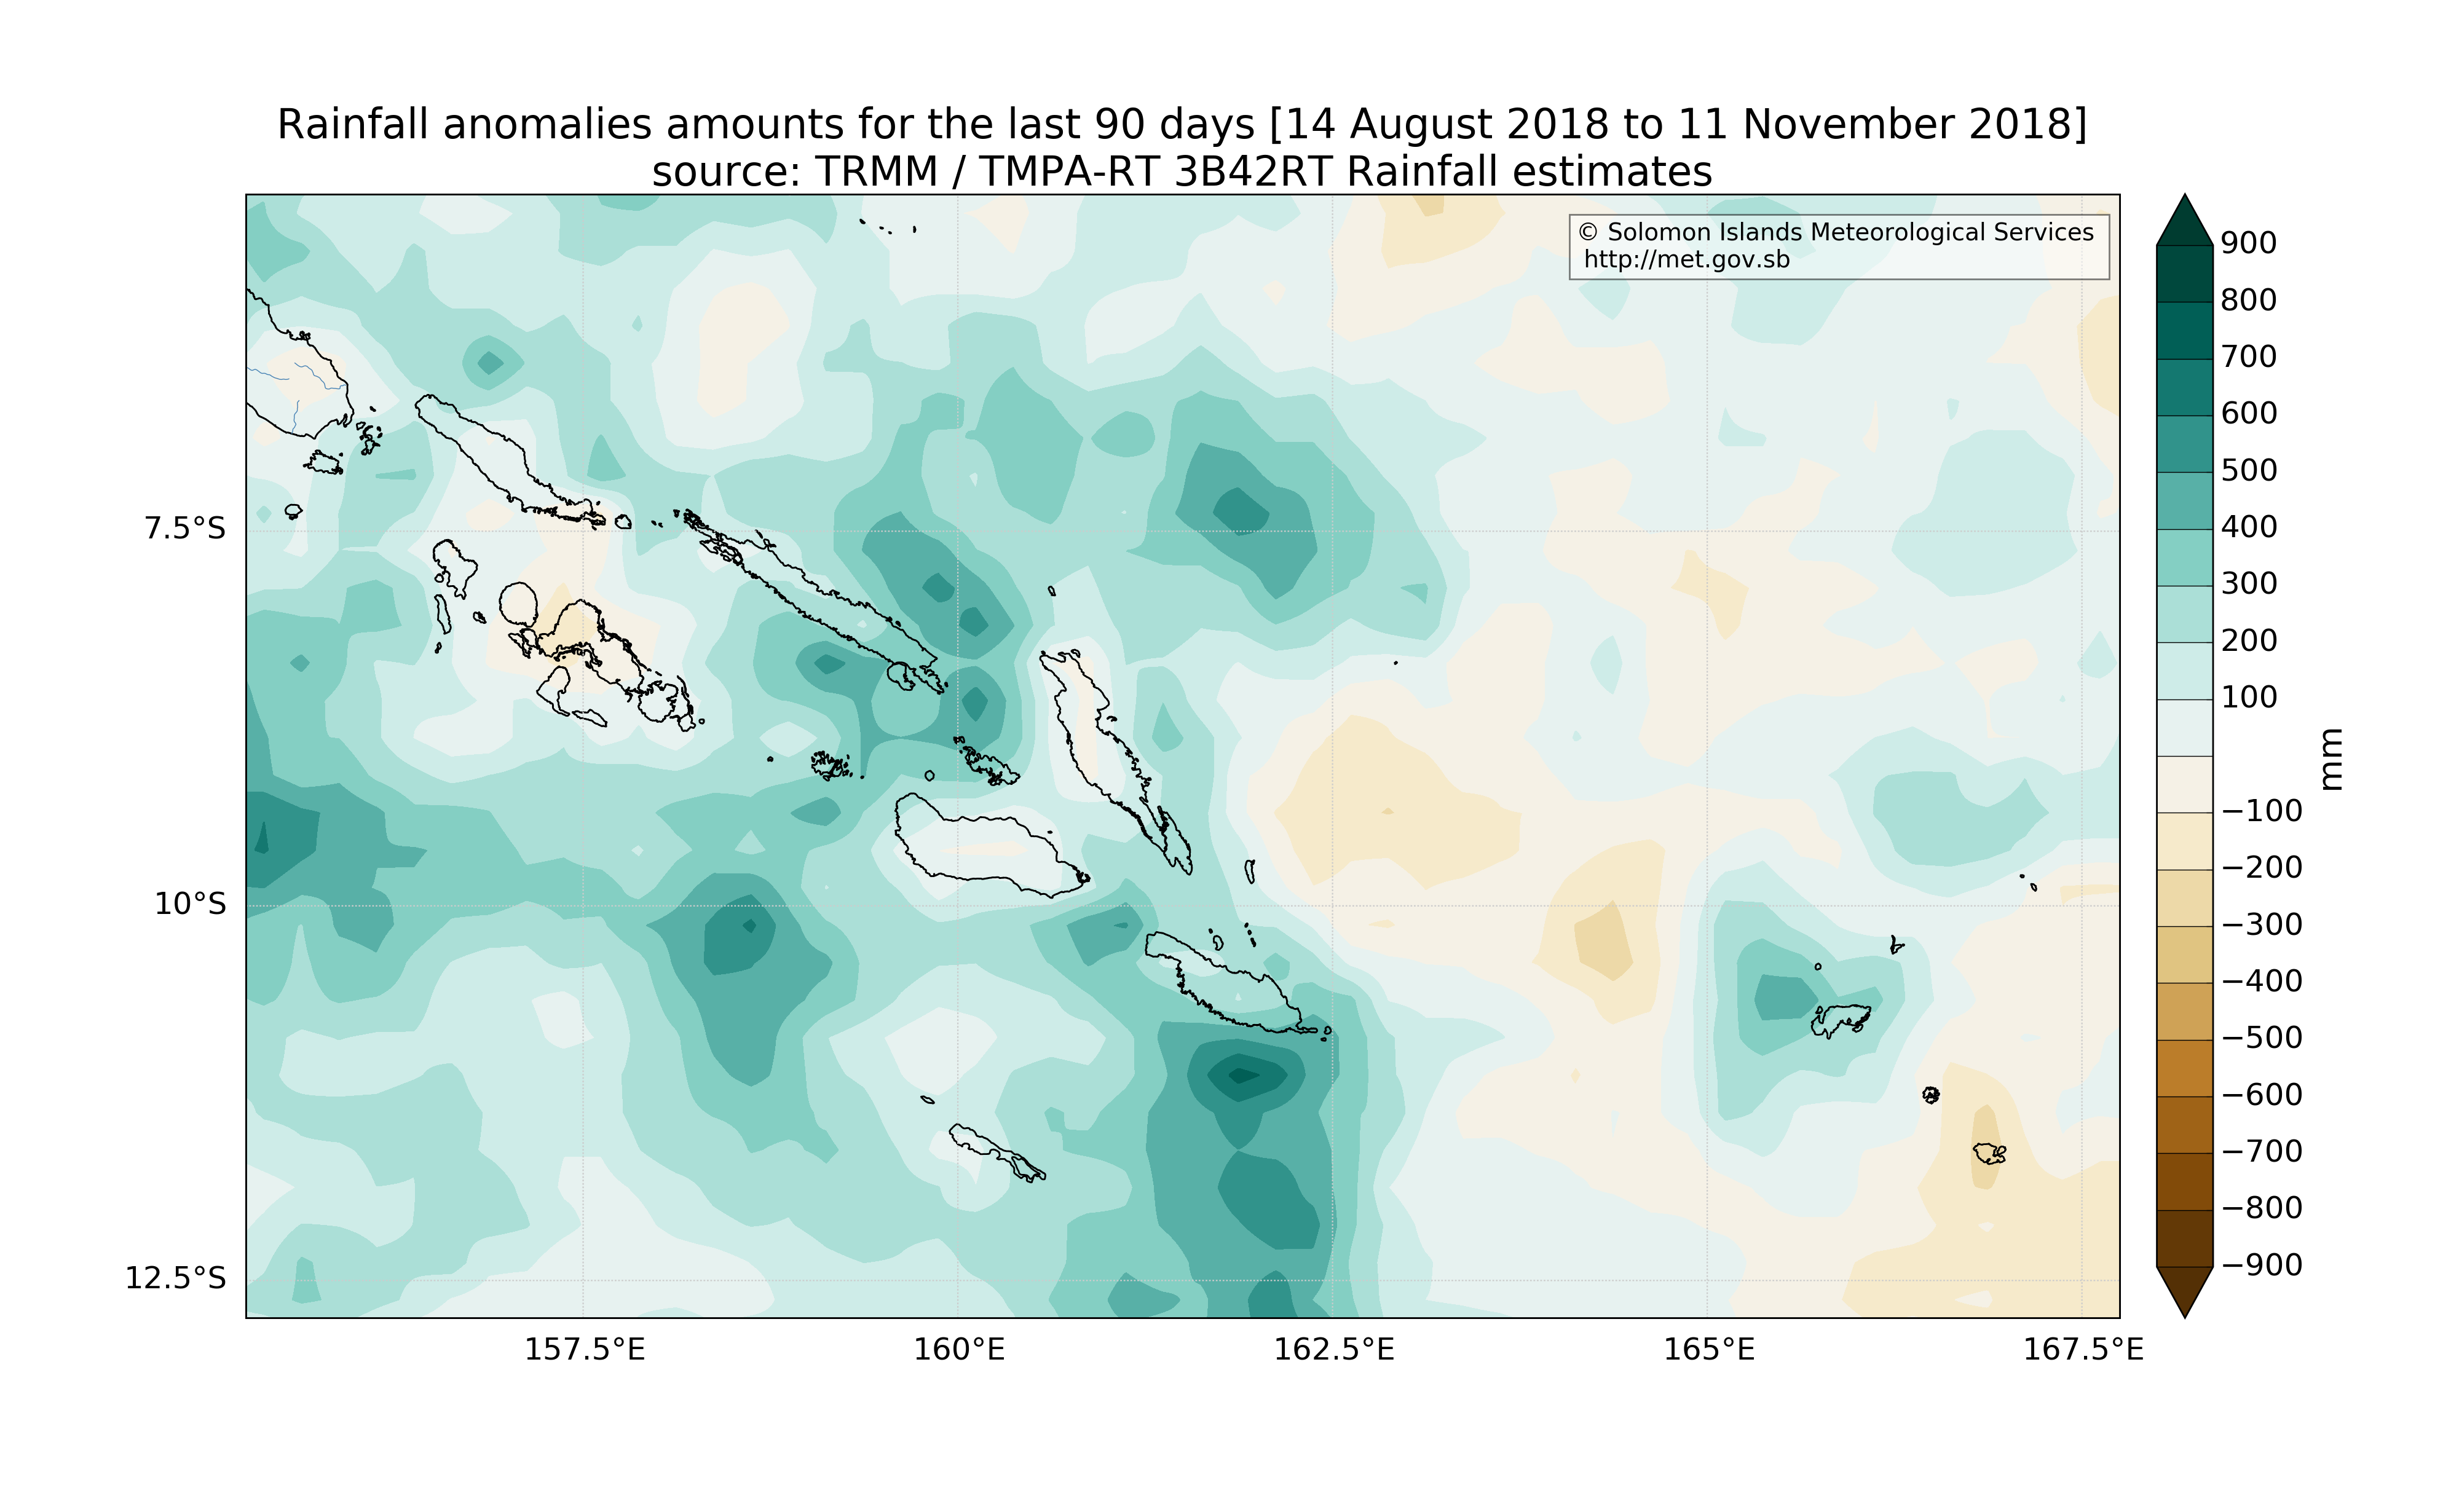 Rainfall anomalies amounts for the last 90 days [14 August 2018 to 11 November 2018]
source: TRMM / TMPA-RT 3B42RT Rainfall estimates
© Solomon Islands Meteorological Services
http://met.gov.sb
7.5°S
10°S
12.5°S
157.5°E
160°E
162.5°E
165°E
167.5°E
900
800
700
600
500
400
300
200
100
−100
−200
−300
−400
−500
−600
−700
−800
−900
mm